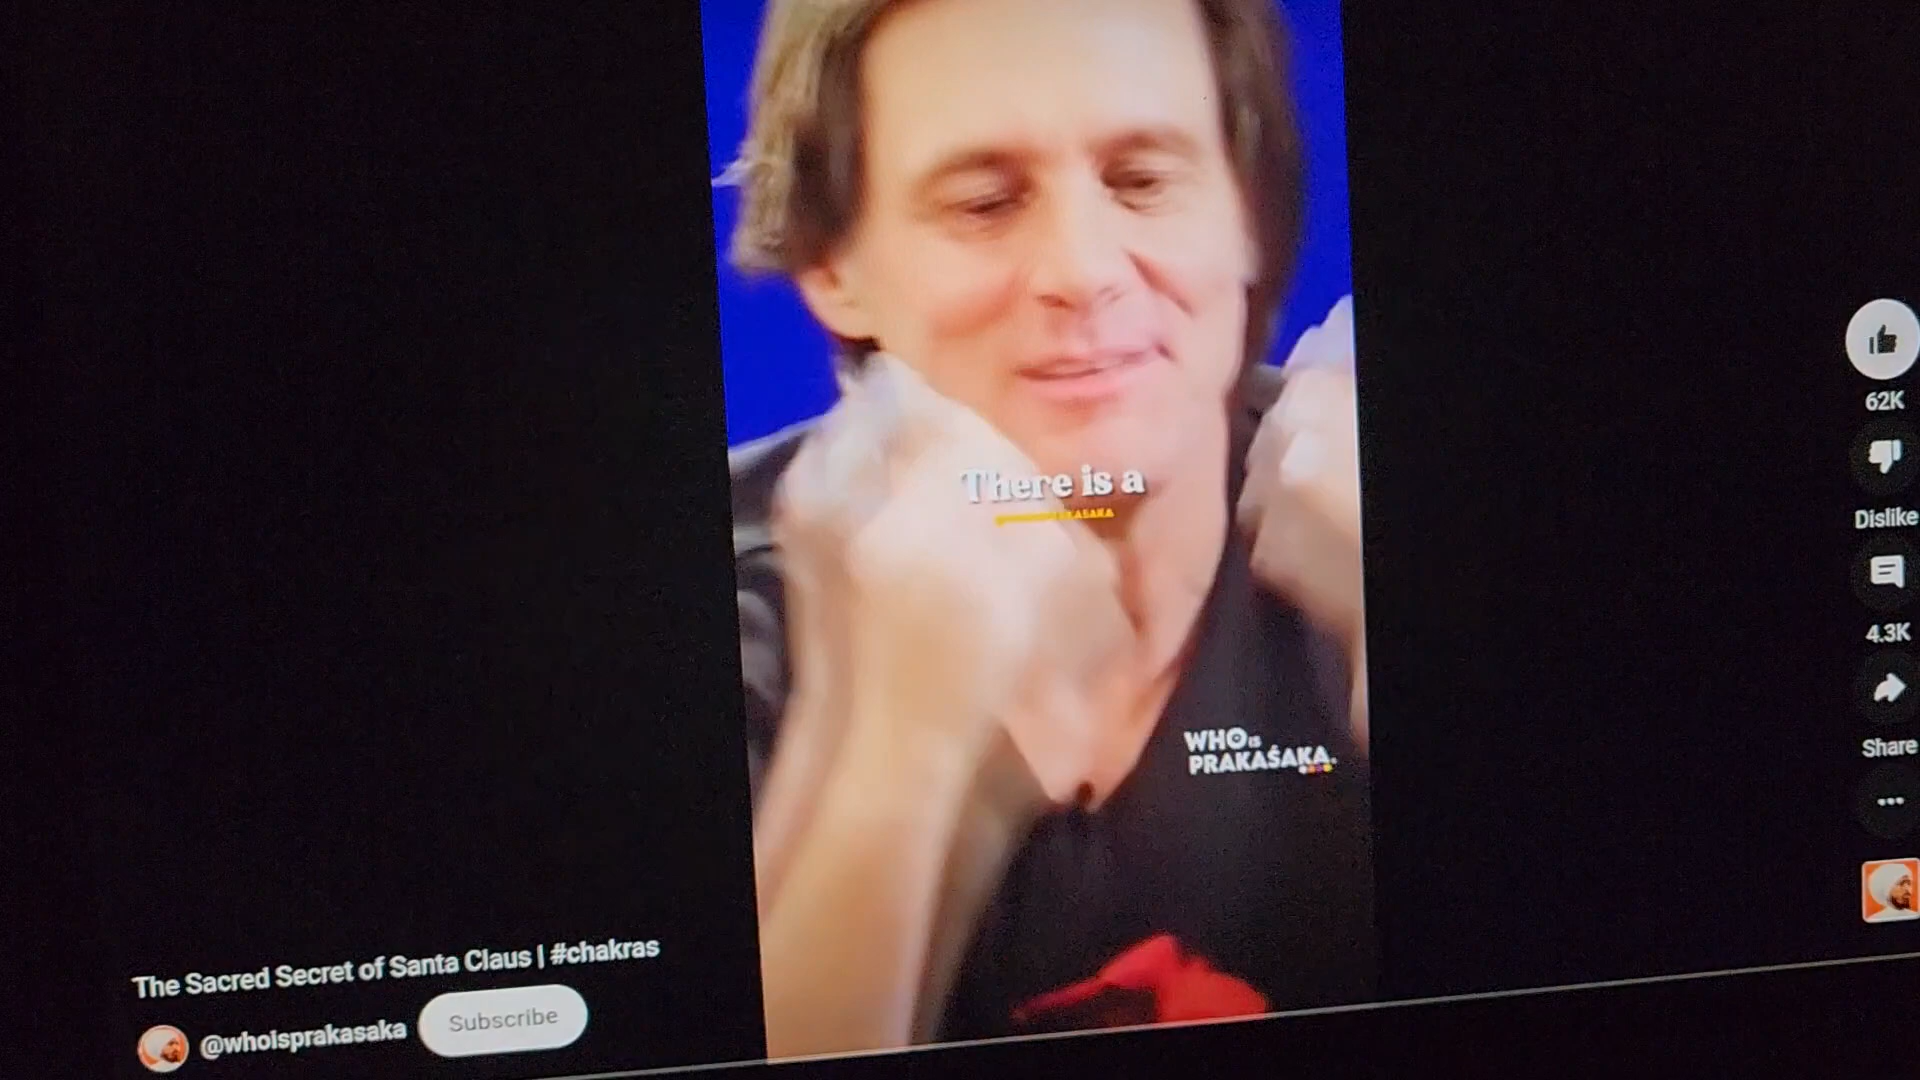 There is a
WHO IS
PRAKAŚAKA.
62K
Dislike
4.3K
Share
The Sacred Secret of Santa Claus | #chakras
@whoisprakasaka
Subscribe